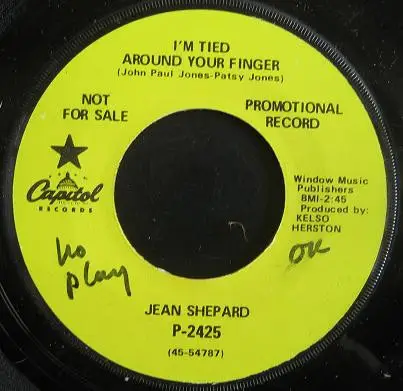 I'M TIED
AROUND YOUR FINGER
(John Paul Jones-Patsy Jones)
NOT
FOR SALE
PROMOTIONAL
RECORD
Capitol
RECORDS
Window Music
Publishers
BMI-2:45
Produced by:
KELSO
HERSTON
no
play
OK
JEAN SHEPARD
P-2425
(45-54787)